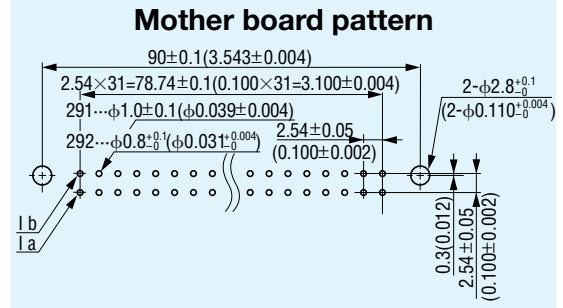 Mother board pattern
90±0.1(3.543±0.004)
2.54×31=78.74±0.1(0.100×31=3.100±0.004)
291···ϕ1.0±0.1(ϕ0.039±0.004)
292···ϕ0.8+0.1-0(ϕ0.031+0.004-0)
2.54±0.05
(0.100±0.002)
2-ϕ2.8+0.1-0
(2-ϕ0.110+0.004-0)
I b
I a
0.3(0.012)
2.54±0.05
(0.100±0.002)